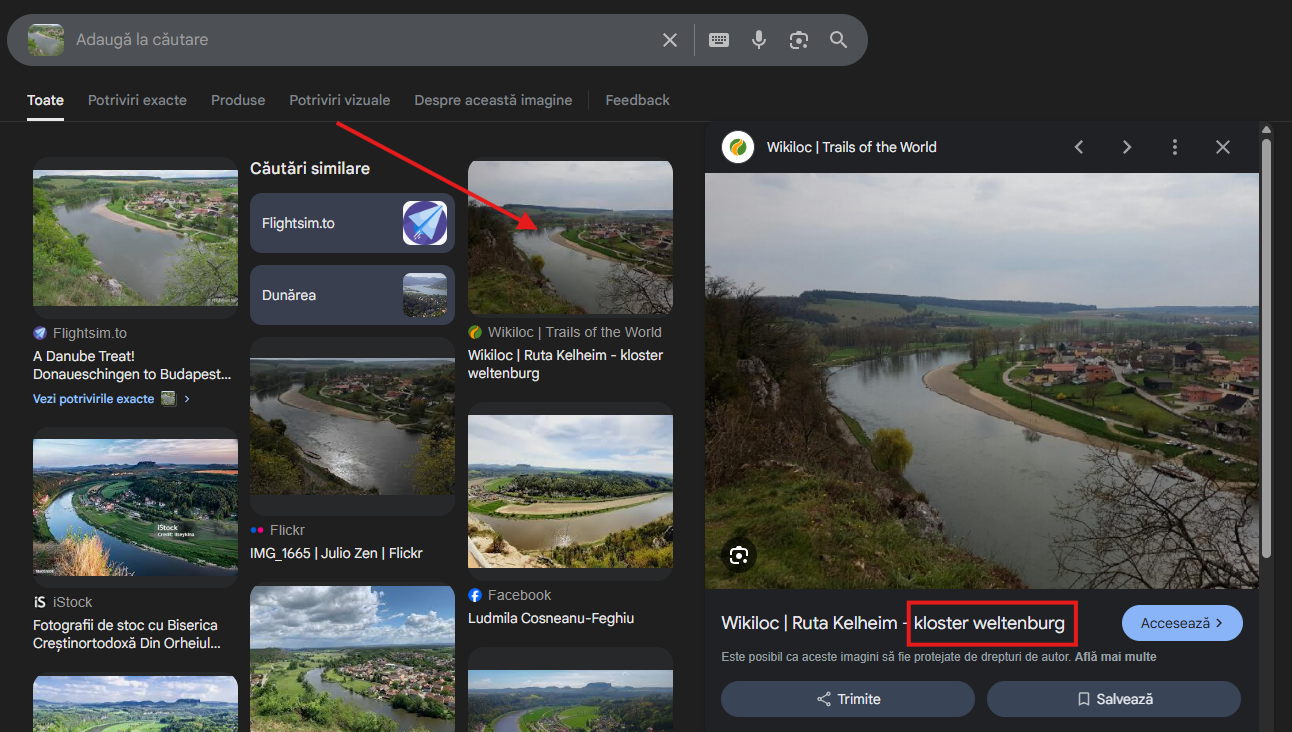 Adaugă la căutare
Toate
Potriviri exacte
Produse
Potriviri vizuale
Despre această imagine
Feedback
Flightsim.to
A Danube Treat!
Donaueschingen to Budapest...
Vezi potrivirile exacte
iStock
Credit: lseykina
iStock
Fotografii de stoc cu Biserica
Creștinortodoxă Din Orheiul...
Căutări similare
Flightsim.to
Dunărea
Flickr
IMG_1665 | Julio Zen | Flickr
Wikiloc | Trails of the World
Wikiloc | Ruta Kelheim - kloster
weltenburg
Facebook
Ludmila Cosneanu-Feghiu
Wikiloc | Trails of the World
Wikiloc | Ruta Kelheim - kloster weltenburg
Accesează
Este posibil ca aceste imagini să fie protejate de drepturi de autor. Află mai multe
Trimite
Salvează